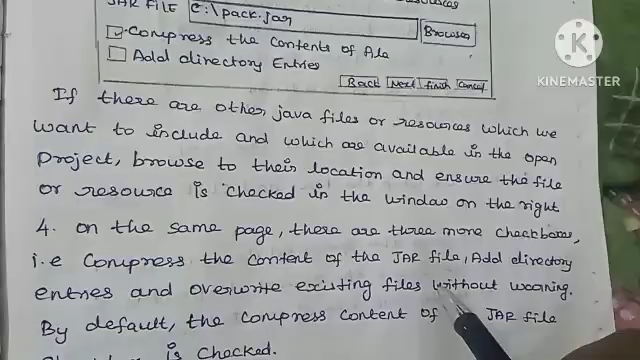 JAR FILE C:\pack.jar Browse
Compress the contents of
Add directory Entries
Back Next finish Cancel
KINEMASTER
If there are other, java files or resources which we
want to include and which are available in the open
Project, browse to their location and ensure the file
or resource is checked in the window on the right
4. on the same page, there are three more checkboxes,
i.e Compress the content of the JAR file, Add directory
entries and overwrite existing files without warning.
By default, the compress content of JAR file
is checked.